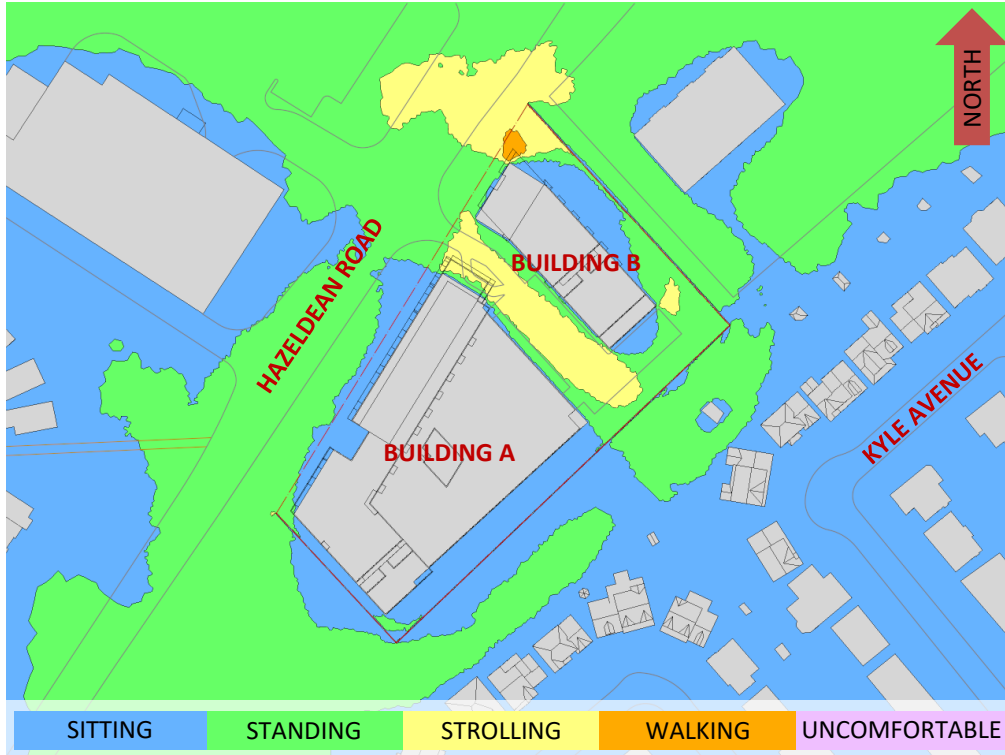 NORTH
HAZELDEAN ROAD
BUILDING B
BUILDING A
KYLE AVENUE
SITTING
STANDING
STROLLING
WALKING
UNCOMFORTABLE